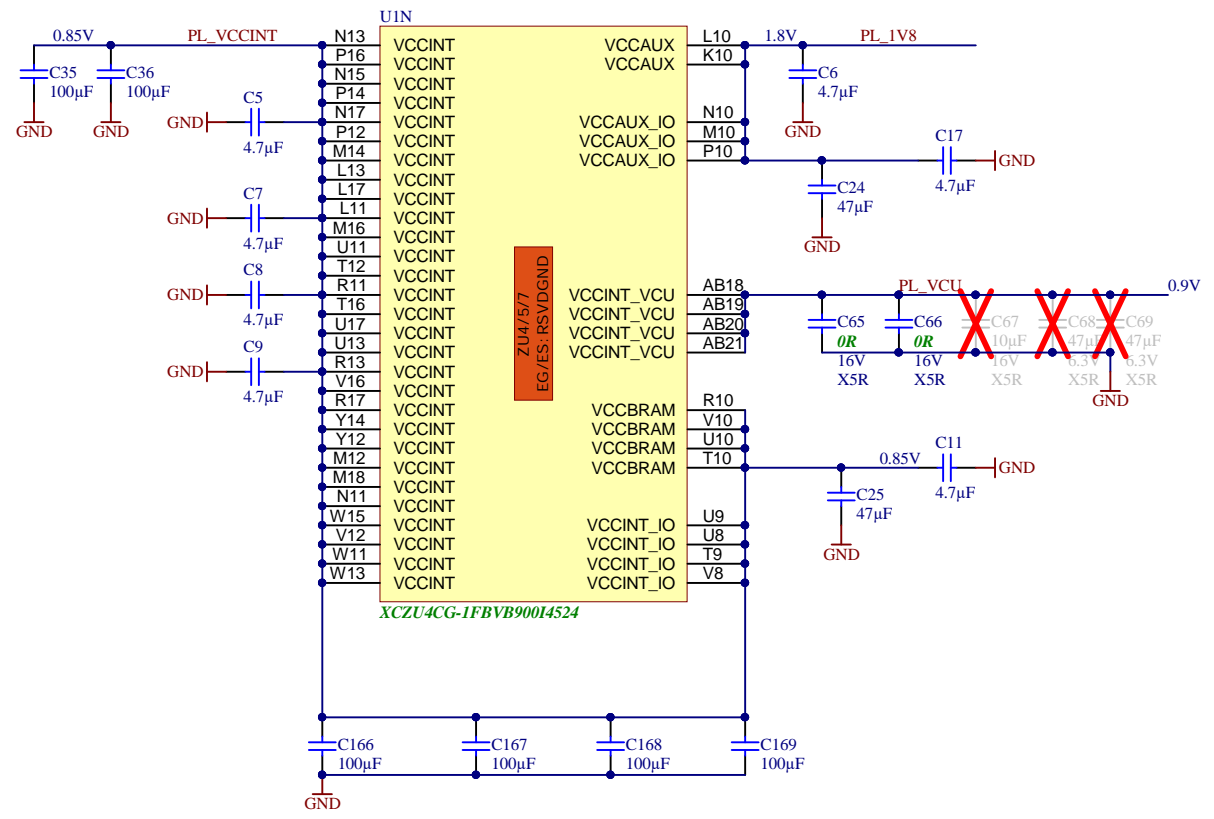 U1N
0.85V
PL_VCCINT
C35
100µF
GND
C36
100µF
GND
GND
C5
4.7µF
GND
C7
4.7µF
GND
C8
4.7µF
GND
C9
4.7µF
N13 VCCINT
P16 VCCINT
N15 VCCINT
P14 VCCINT
N17 VCCINT
P12 VCCINT
M14 VCCINT
L13 VCCINT
L17 VCCINT
L11 VCCINT
M16 VCCINT
U11 VCCINT
T12 VCCINT
R11 VCCINT
T16 VCCINT
U17 VCCINT
U13 VCCINT
R13 VCCINT
V16 VCCINT
R17 VCCINT
Y14 VCCINT
Y12 VCCINT
M12 VCCINT
M18 VCCINT
N11 VCCINT
W15 VCCINT
V12 VCCINT
W11 VCCINT
W13 VCCINT
ZU4/5/7
EG/ES: RSVDGND
VCCAUX L10
VCCAUX K10
VCCAUX_IO N10
VCCAUX_IO M10
VCCAUX_IO P10
VCCINT_VCU AB18
VCCINT_VCU AB19
VCCINT_VCU AB20
VCCINT_VCU AB21
VCCBRAM R10
VCCBRAM V10
VCCBRAM U10
VCCBRAM T10
VCCINT_IO U9
VCCINT_IO U8
VCCINT_IO T9
VCCINT_IO V8
XCZU4CG-1FBVB900I4524
1.8V
PL_1V8
C6
4.7µF
GND
C17
4.7µF
GND
C24
47µF
GND
PL_VCU
0.9V
C65
0R
16V
X5R
C66
0R
16V
X5R
C67
10µF
16V
X5R
C68
47µF
6.3V
X5R
C69
47µF
6.3V
X5R
GND
0.85V
C11
4.7µF
GND
C25
47µF
GND
C166
100µF
C167
100µF
C168
100µF
C169
100µF
GND